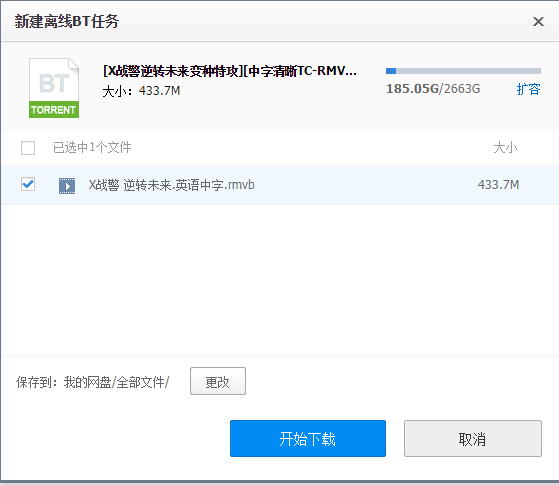 新建离线BT任务
BT
TORRENT
[X战警逆转未来变种特攻][中字清晰TC-RMV...
大小：433.7M
185.05G/2663G
扩容
已选中1个文件
大小
X战警 逆转未来.英语中字.rmvb
433.7M
保存到：我的网盘/全部文件/
更改
开始下载
取消